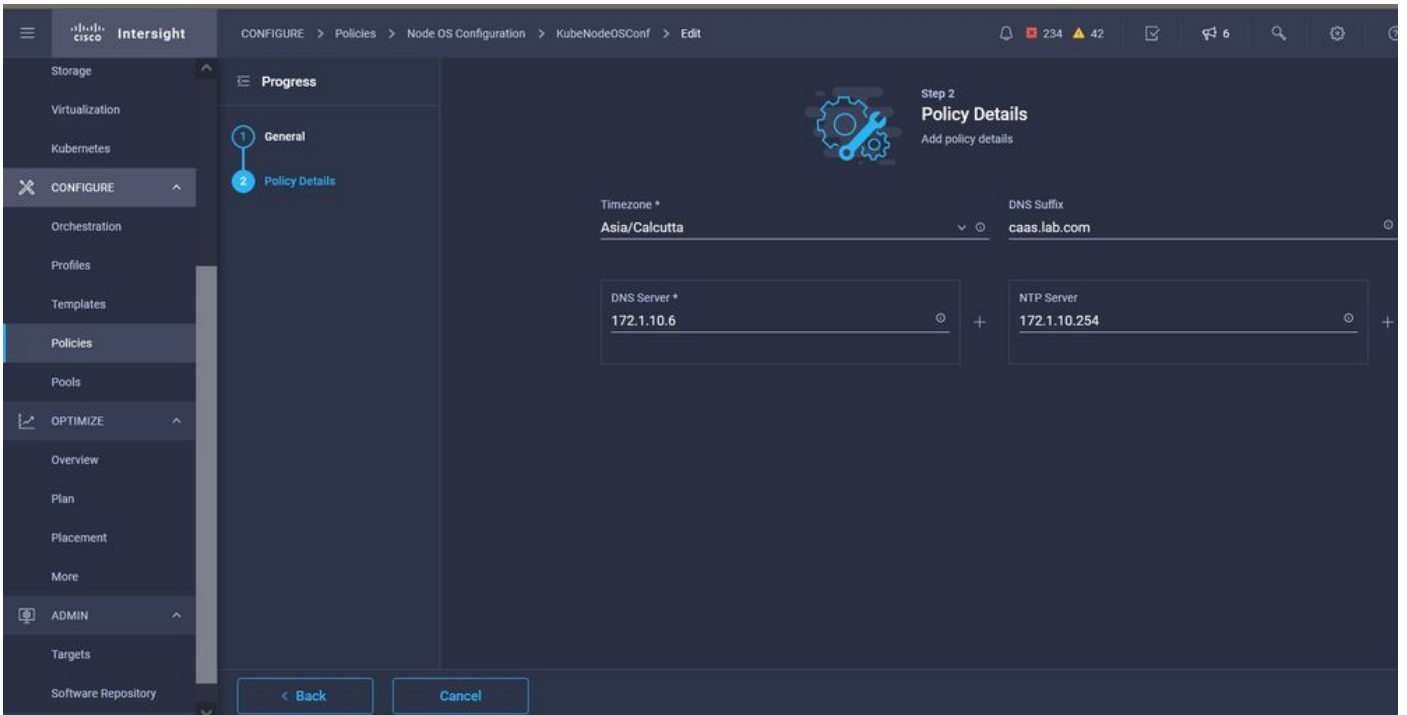 cisco Intersight
CONFIGURE > Policies > Node OS Configuration > KubeNodeOSConf > Edit
234 42
6
Storage
Virtualization
Kubernetes
CONFIGURE
Orchestration
Profiles
Templates
Policies
Pools
OPTIMIZE
Overview
Plan
Placement
More
ADMIN
Targets
Software Repository
Progress
1 General
2 Policy Details
Step 2
Policy Details
Add policy details
Timezone *
Asia/Calcutta
DNS Suffix
caas.lab.com
DNS Server *
172.1.10.6
NTP Server
172.1.10.254
< Back
Cancel